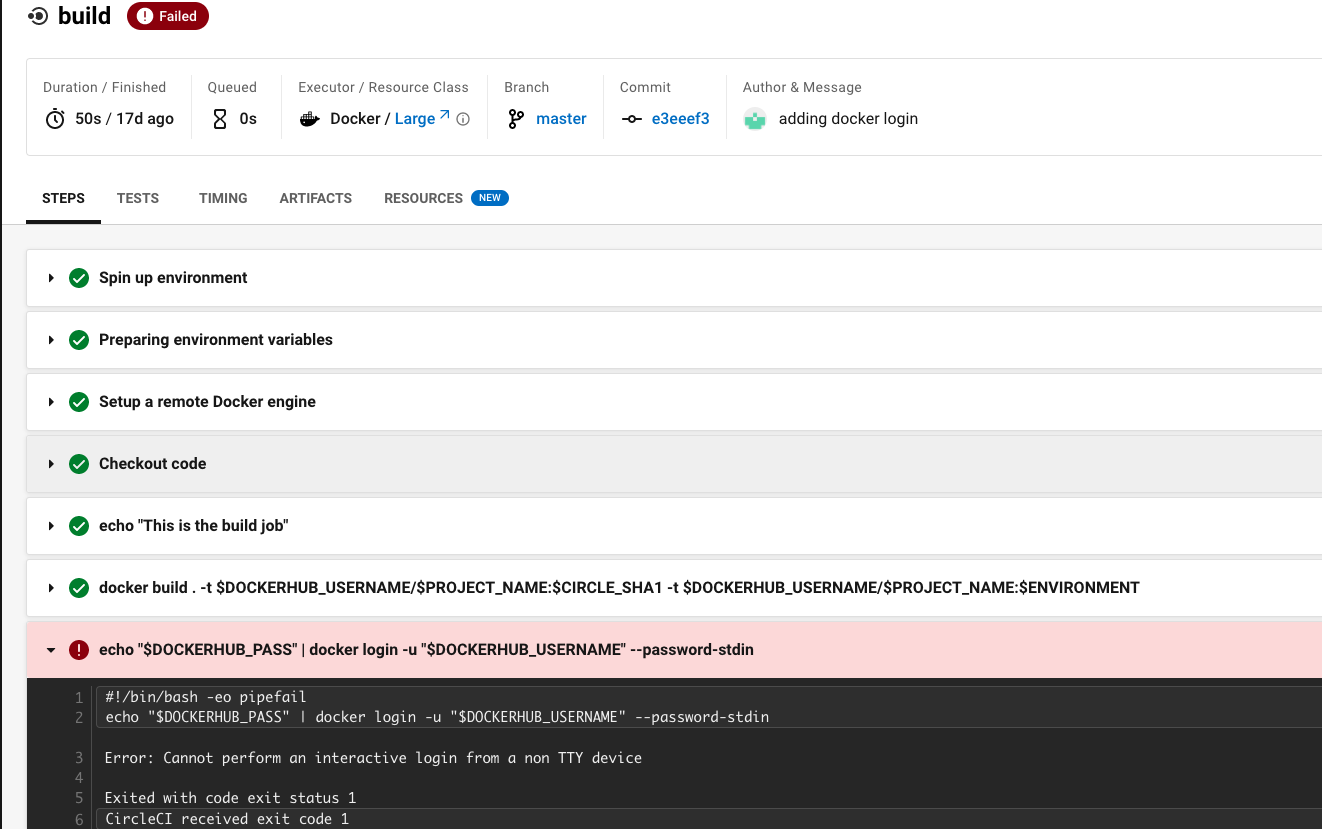 build Failed
Duration / Finished Queued Executor / Resource Class Branch Commit Author & Message
50s / 17d ago 0s Docker / Large master e3eeef3 adding docker login
STEPS TESTS TIMING ARTIFACTS RESOURCES NEW
Spin up environment
Preparing environment variables
Setup a remote Docker engine
Checkout code
echo "This is the build job"
docker build . -t $DOCKERHUB_USERNAME/$PROJECT_NAME:$CIRCLE_SHA1 -t $DOCKERHUB_USERNAME/$PROJECT_NAME:$ENVIRONMENT
echo "$DOCKERHUB_PASS" | docker login -u "$DOCKERHUB_USERNAME" --password-stdin
1 #!/bin/bash -eo pipefail
2 echo "$DOCKERHUB_PASS" | docker login -u "$DOCKERHUB_USERNAME" --password-stdin
3 Error: Cannot perform an interactive login from a non TTY device
4
5 Exited with code exit status 1
6 CircleCI received exit code 1